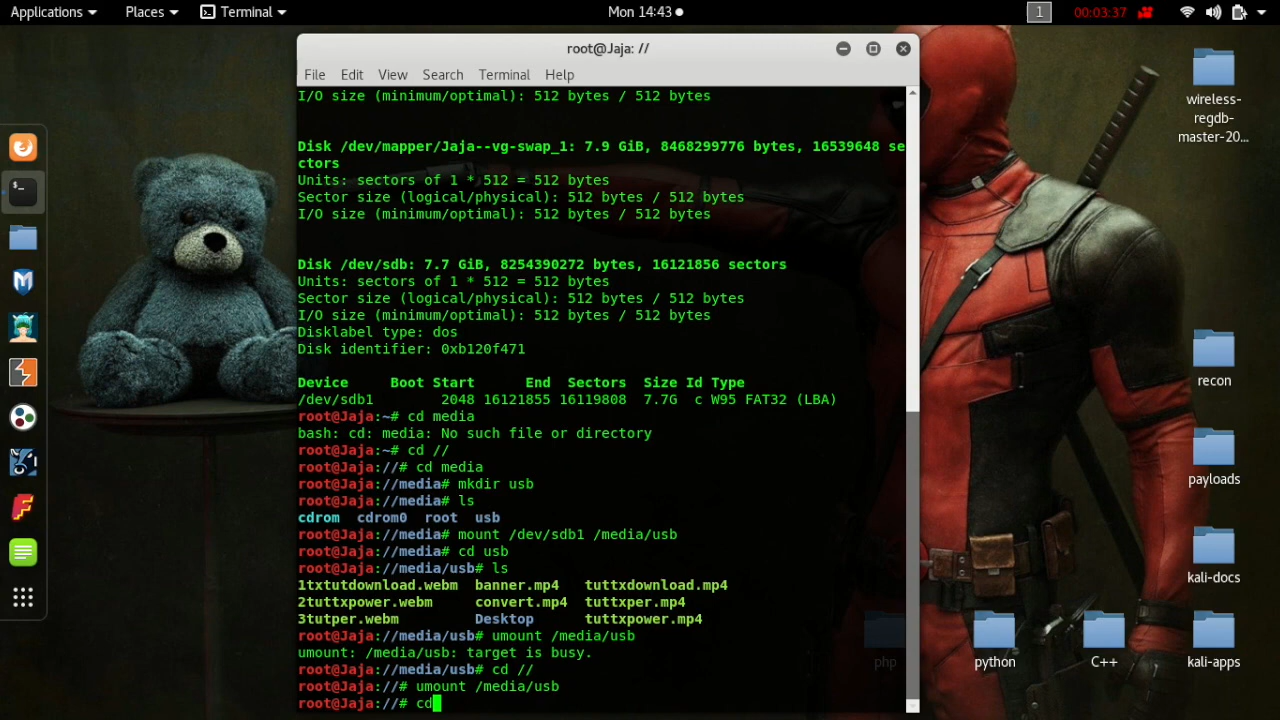 Applications Places Terminal Mon 14:43 1 00:03:37
root@Jaja: //
File Edit View Search Terminal Help
I/O size (minimum/optimal): 512 bytes / 512 bytes
Disk /dev/mapper/Jaja--vg-swap_1: 7.9 GiB, 8468299776 bytes, 16539648 se
ctors
Units: sectors of 1 * 512 = 512 bytes
Sector size (logical/physical): 512 bytes / 512 bytes
I/O size (minimum/optimal): 512 bytes / 512 bytes
Disk /dev/sdb: 7.7 GiB, 8254390272 bytes, 16121856 sectors
Units: sectors of 1 * 512 = 512 bytes
Sector size (logical/physical): 512 bytes / 512 bytes
I/O size (minimum/optimal): 512 bytes / 512 bytes
Disklabel type: dos
Disk identifier: 0xb120f471
Device Boot Start End Sectors Size Id Type
/dev/sdb1 2048 16121855 16119808 7.7G c W95 FAT32 (LBA)
root@Jaja:~# cd media
bash: cd: media: No such file or directory
root@Jaja:~# cd //
root@Jaja://# cd media
root@Jaja://media# mkdir usb
root@Jaja://media# ls
cdrom cdrom0 root usb
root@Jaja://media# mount /dev/sdb1 /media/usb
root@Jaja://media# cd usb
root@Jaja://media/usb# ls
1txtutdownload.webm banner.mp4 tuttxdownload.mp4
2tuttxpower.webm convert.mp4 tuttxper.mp4
3tutper.webm Desktop tuttxpower.mp4
root@Jaja://media/usb# umount /media/usb
umount: /media/usb: target is busy.
root@Jaja://media/usb# cd //
root@Jaja://# umount /media/usb
root@Jaja://# cd
wireless-
regdb-
master-20...
recon
payloads
kali-docs
php python C++ kali-apps